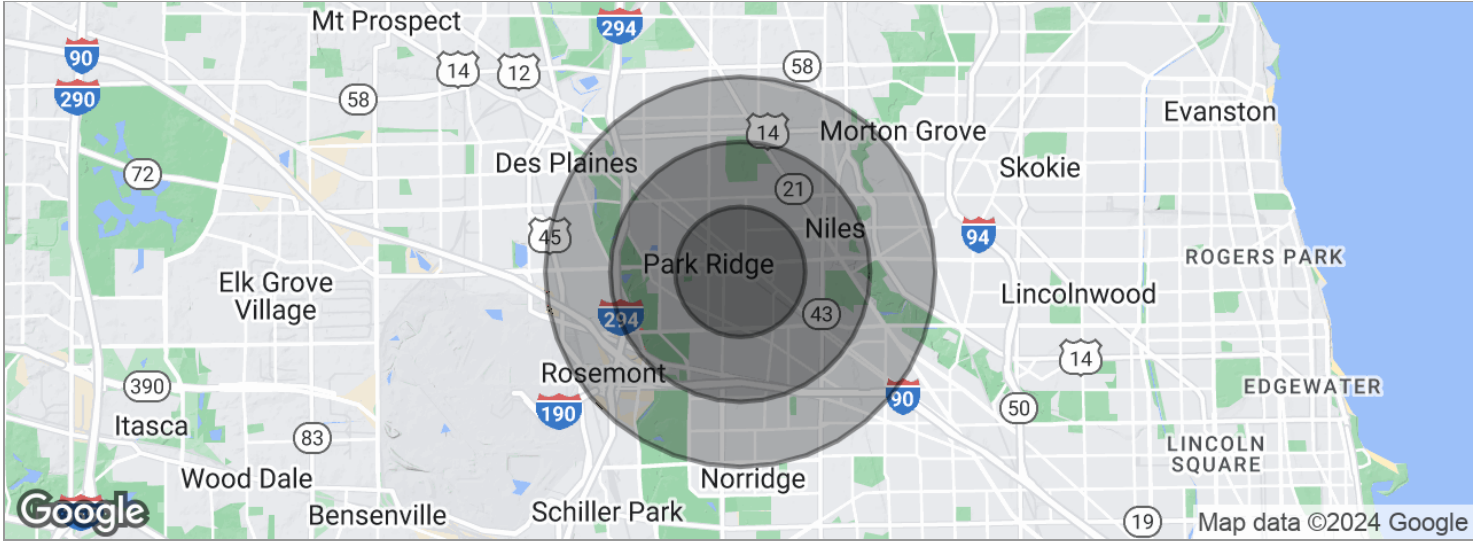 Mt Prospect
294
90
14
12
58
290
58
Evanston
14
Morton Grove
Des Plaines
Skokie
72
21
Niles
45
94
ROGERS PARK
Park Ridge
Elk Grove
Village
Lincolnwood
294
43
14
Rosemont
390
EDGEWATER
90
190
50
Itasca
83
LINCOLN
SQUARE
Wood Dale
Norridge
Schiller Park
Bensenville
Google
19
Map data ©2024 Google